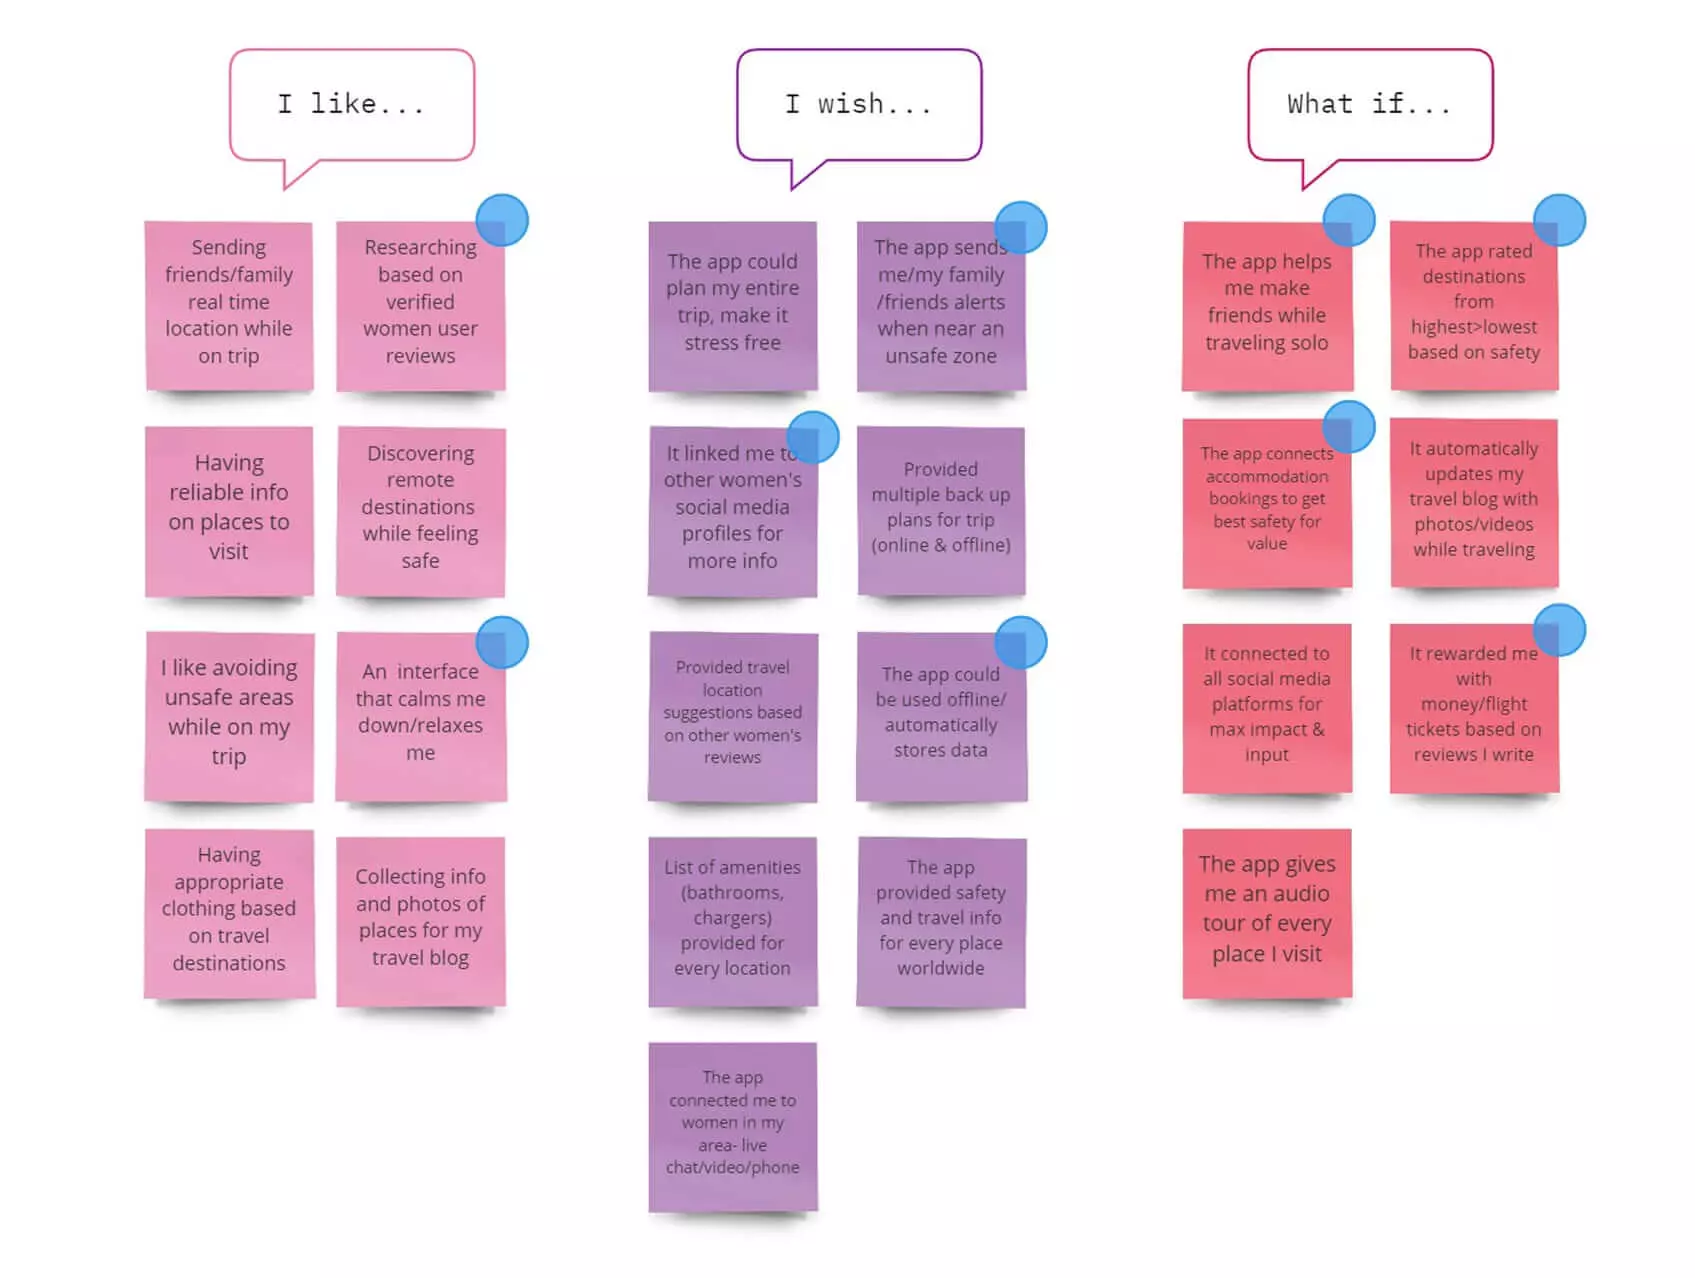 I like...
Sending
friends/family
real time
location while
on trip
Researching
based on
verified
women user
reviews
Having
reliable info
on places to
visit
Discovering
remote
destinations
while feeling
safe
I like avoiding
unsafe areas
while on my
trip
An interface
that calms me
down/relaxes
me
Having
appropriate
clothing based
on travel
destinations
Collecting info
and photos of
places for my
travel blog
I wish...
The app could
plan my entire
trip, make it
stress free
The app sends
me/my family
/friends alerts
when near an
unsafe zone
It linked me to
other women's
social media
profiles for
more info
Provided
multiple back up
plans for trip
(online & offline)
Provided travel
location
suggestions based
on other women's
reviews
The app could
be used offline/
automatically
stores data
List of amenities
(bathrooms,
chargers)
provided for
every location
The app
provided safety
and travel info
for every place
worldwide
The app
connected me to
women in my
area- live
chat/video/phone
What if...
The app helps
me make
friends while
traveling solo
The app rated
destinations
from
highest>lowest
based on safety
The app connects
accommodation
bookings to get
best safety for
value
It automatically
updates my
travel blog with
photos/videos
while traveling
It connected to
all social media
platforms for
max impact &
input
It rewarded me
with
money/flight
tickets based on
reviews I write
The app gives
me an audio
tour of every
place I visit